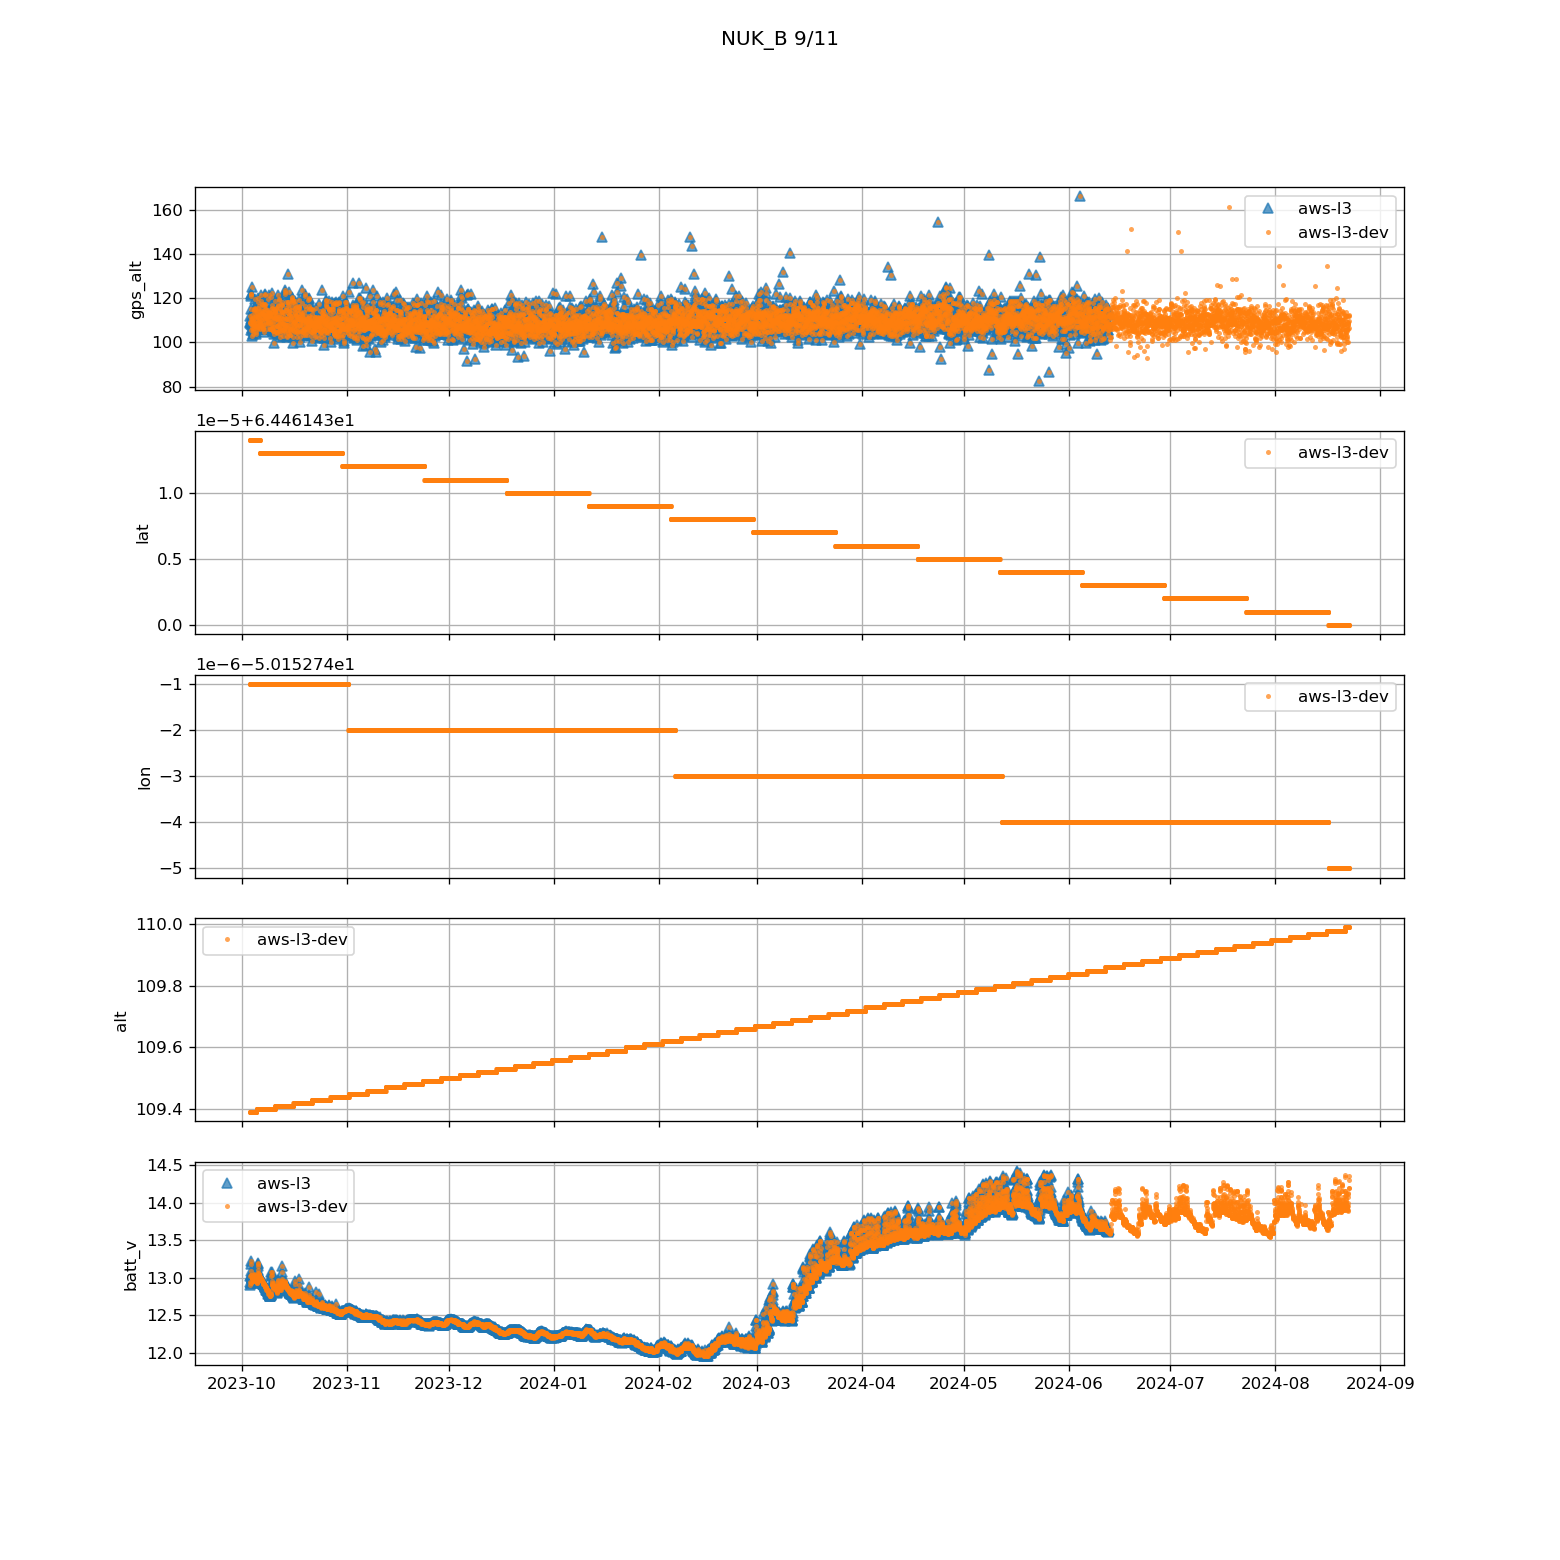 NUK_B 9/11
160
140
120
100
80
gps_alt
aws-l3
aws-l3-dev
1e−5+6.446143e1
1.0
0.5
0.0
lat
aws-l3-dev
1e−6−5.015274e1
−1
−2
−3
−4
−5
lon
aws-l3-dev
110.0
109.8
109.6
109.4
alt
aws-l3-dev
14.5
14.0
13.5
13.0
12.5
12.0
batt_v
aws-l3
aws-l3-dev
2023-10 2023-11 2023-12 2024-01 2024-02 2024-03 2024-04 2024-05 2024-06 2024-07 2024-08 2024-09